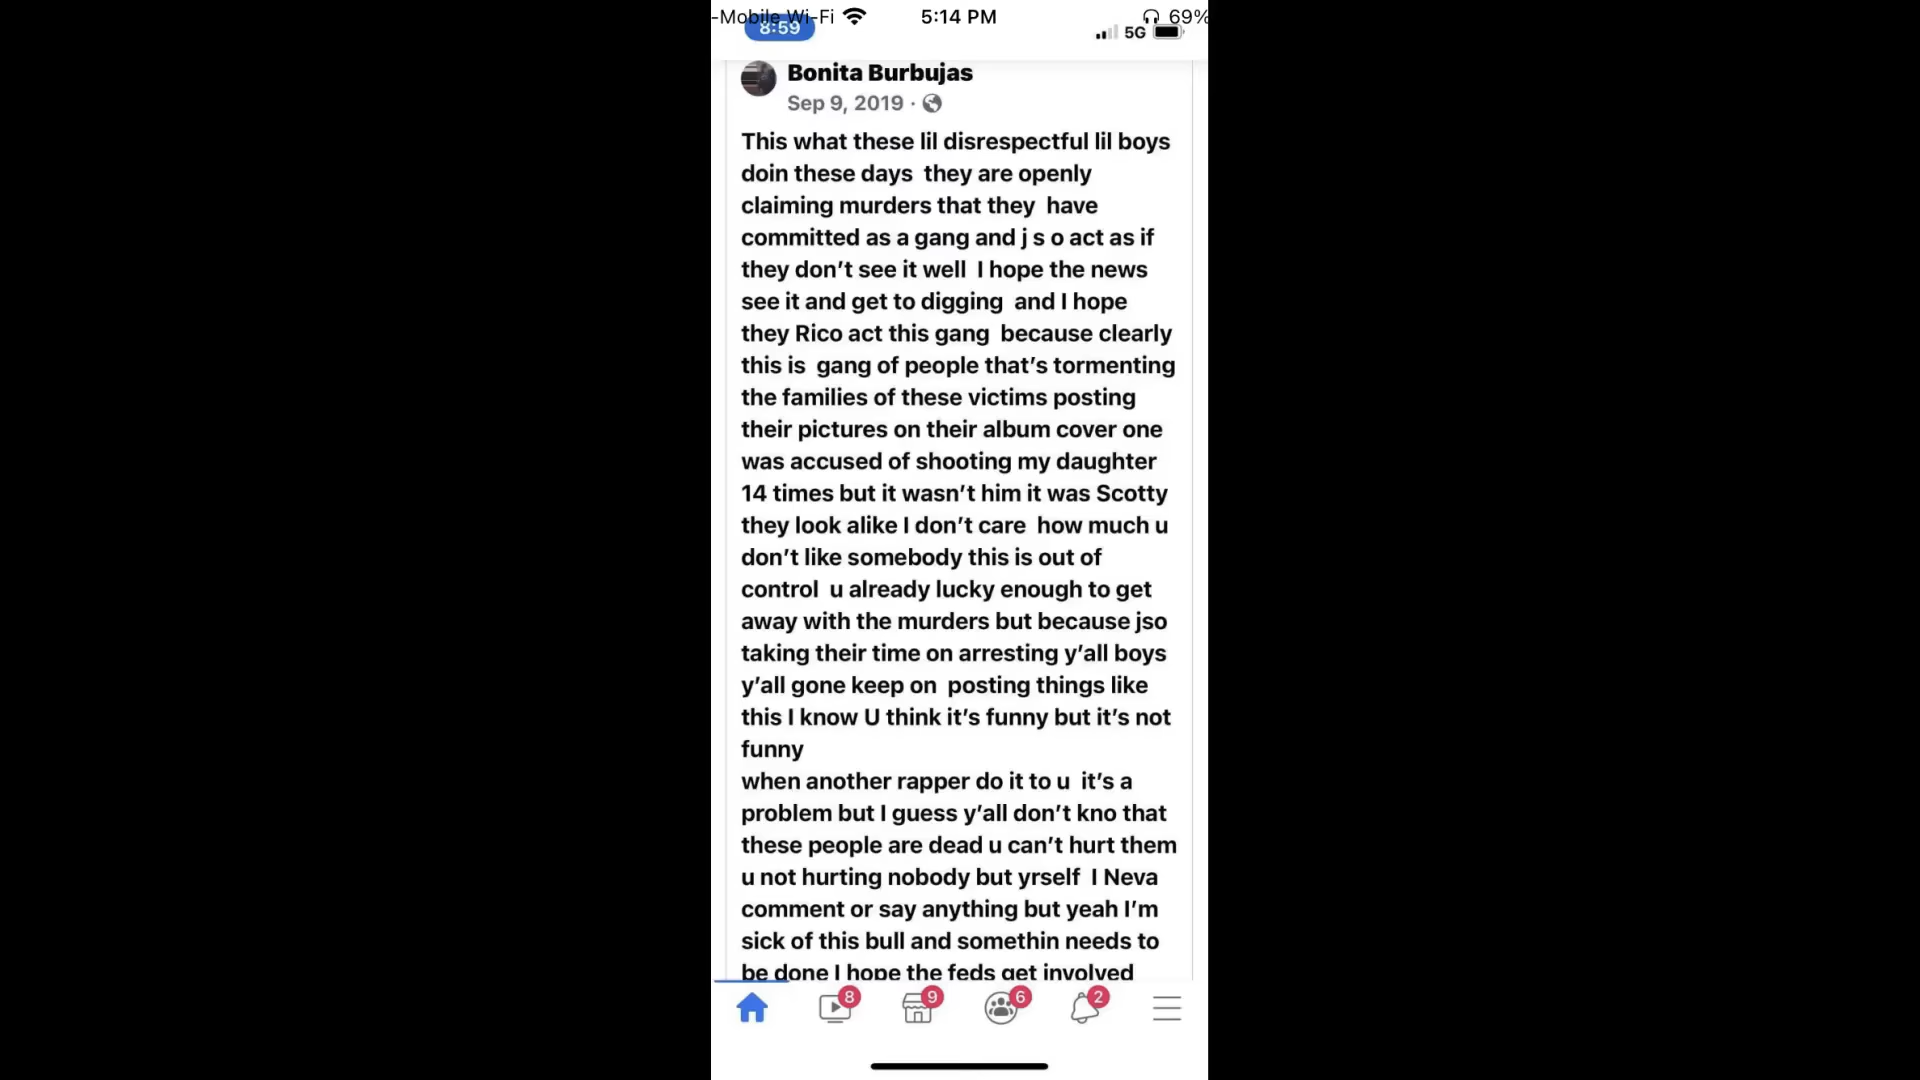 -Mobile Wi-Fi 5:14 PM 69%
8:59 5G
Bonita Burbujas
Sep 9, 2019 ·
This what these lil disrespectful lil boys
doin these days they are openly
claiming murders that they have
committed as a gang and j s o act as if
they don’t see it well I hope the news
see it and get to digging and I hope
they Rico act this gang because clearly
this is gang of people that’s tormenting
the families of these victims posting
their pictures on their album cover one
was accused of shooting my daughter
14 times but it wasn’t him it was Scotty
they look alike I don’t care how much u
don’t like somebody this is out of
control u already lucky enough to get
away with the murders but because jso
taking their time on arresting y’all boys
y’all gone keep on posting things like
this I know U think it’s funny but it’s not
funny
when another rapper do it to u it’s a
problem but I guess y’all don’t kno that
these people are dead u can’t hurt them
u not hurting nobody but yrself I Neva
comment or say anything but yeah I’m
sick of this bull and somethin needs to
be done I hope the feds get involved
8 9 6 2